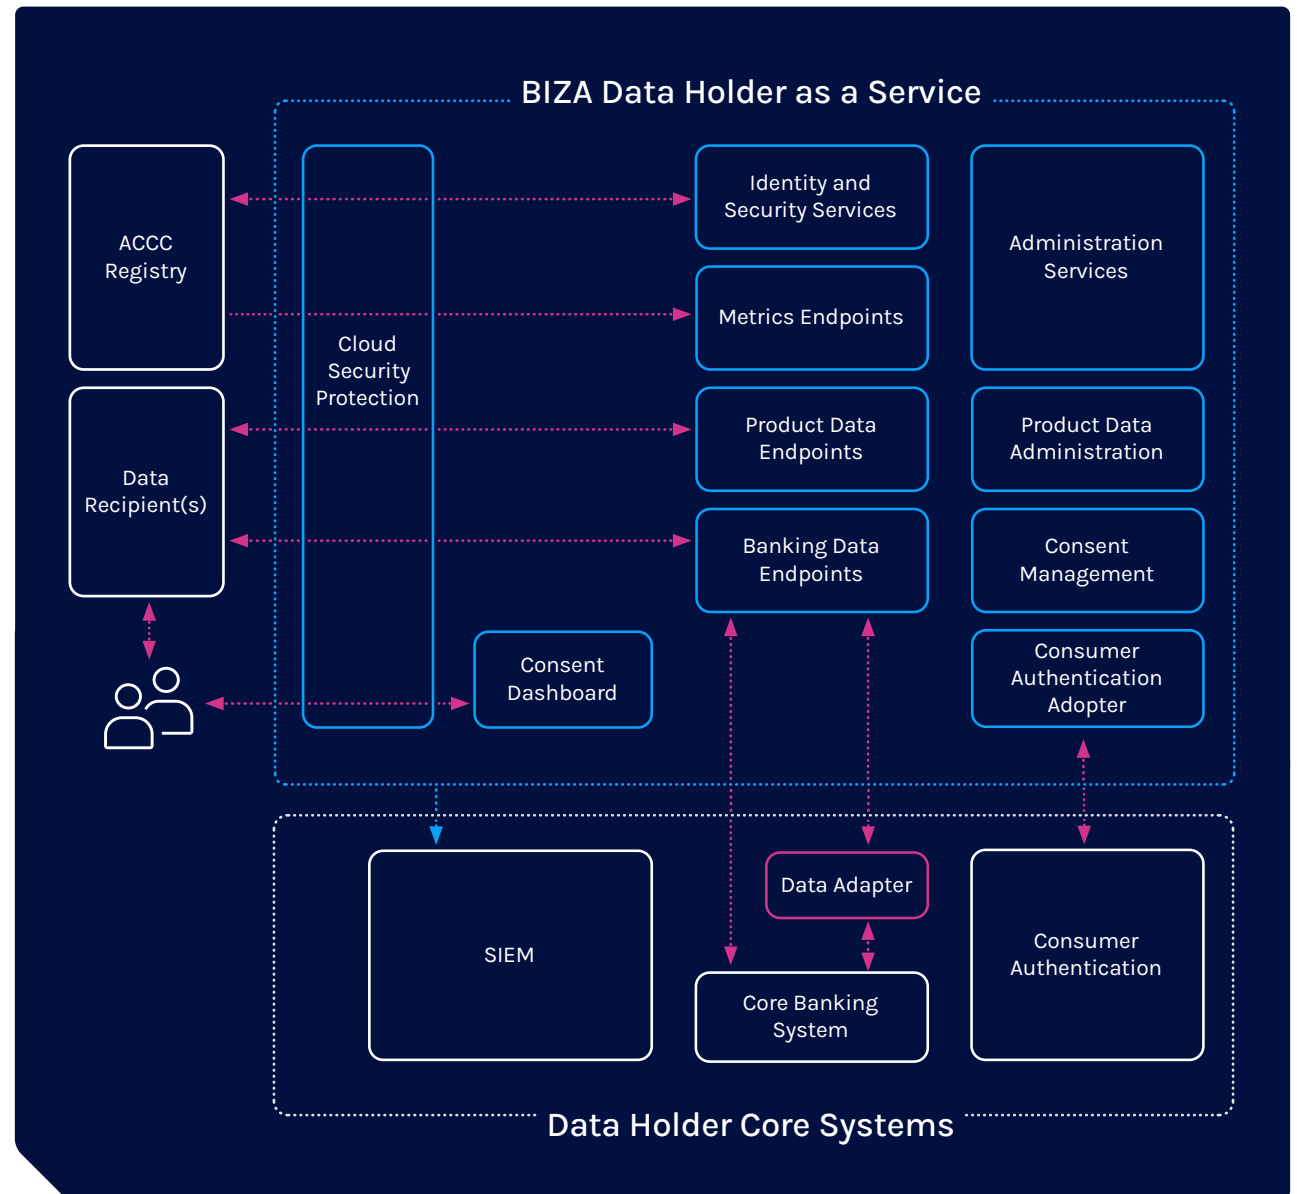 BIZA Data Holder as a Service
ACCC
Registry
Data
Recipient(s)
Cloud
Security
Protection
Identity and
Security Services
Metrics Endpoints
Product Data
Endpoints
Banking Data
Endpoints
Consent
Dashboard
Administration
Services
Product Data
Administration
Consent
Management
Consumer
Authentication
Adopter
SIEM
Data Adapter
Core Banking
System
Consumer
Authentication
Data Holder Core Systems